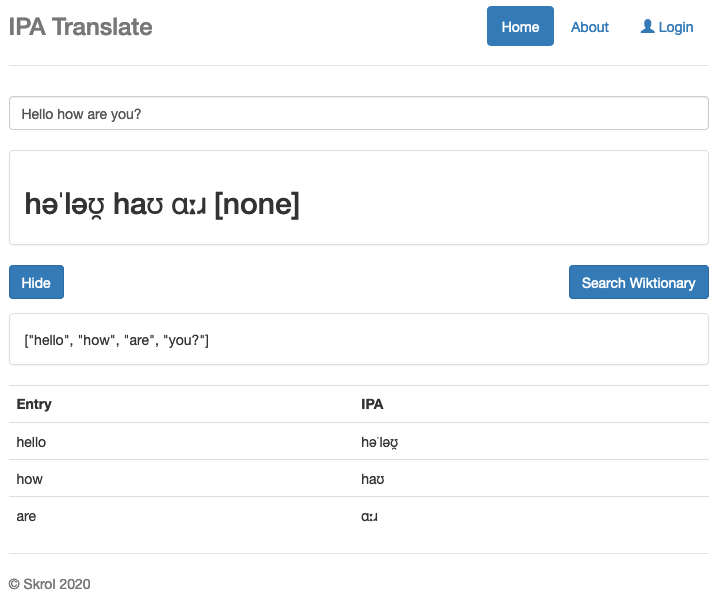 IPA Translate
Home About Login
Hello how are you?
həˈləʊ̯ haʊ ɑːɹ [none]
Hide Search Wiktionary
["hello", "how", "are", "you?"]
Entry IPA
hello həˈləʊ̯
how haʊ
are ɑːɹ
© Skrol 2020